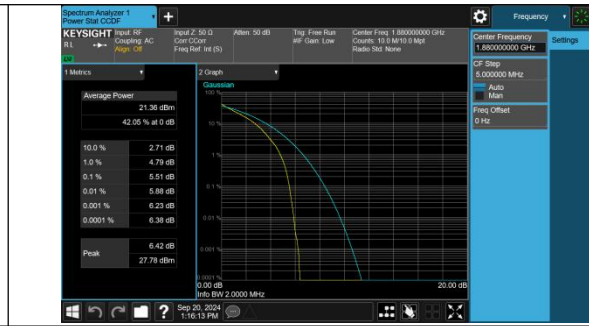 Spectrum Analyzer 1
Power Stat CCDF
+
Frequency
KEYSIGHT
RL
Input: RF
Coupling: AC
Align: Off
Input Z: 50 Ω
Corr CCorr
Freq Ref: Int (S)
Atten: 50 dB
Trig: Free Run
#IF Gain: Low
Center Freq: 1.880000000 GHz
Counts: 10.0 M/10.0 Mpt
Radio Std: None
Center Frequency
1.880000000 GHz
Settings
CF Step
5.000000 MHz
Auto
Man
Freq Offset
0 Hz
1 Metrics
Average Power
21.36 dBm
42.05 % at 0 dB
10.0 % 2.71 dB
1.0 % 4.79 dB
0.1 % 5.51 dB
0.01 % 5.88 dB
0.001 % 6.23 dB
0.0001 % 6.38 dB
Peak
6.42 dB
27.78 dBm
2 Graph
Gaussian
100 %
10 %
1 %
0.1 %
0.01 %
0.001 %
0.0001 %
0.00 dB 20.00 dB
Info BW 2.0000 MHz
?
Sep 20, 2024
1:16:13 PM